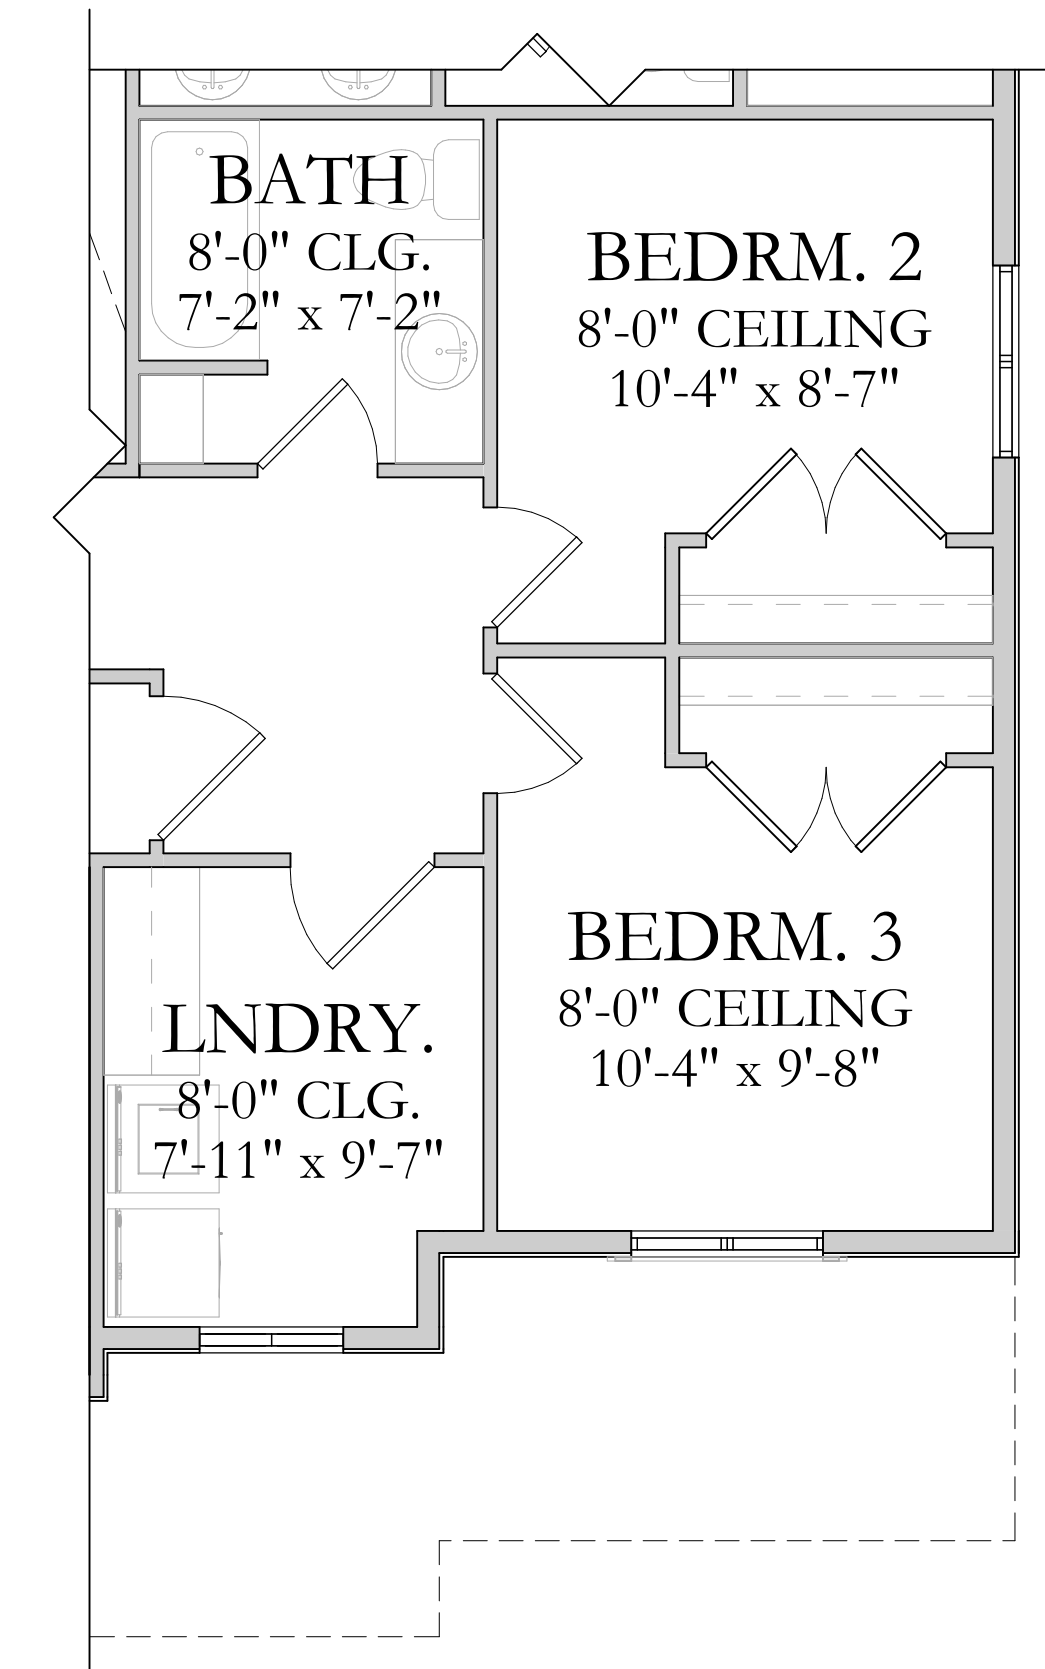 BATH
8'-0" CLG.
7'-2" x 7'-2"
BEDRM. 2
8'-0" CEILING
10'-4" x 8'-7"
BEDRM. 3
8'-0" CEILING
10'-4" x 9'-8"
LNDRY.
8'-0" CLG.
7'-11" x 9'-7"